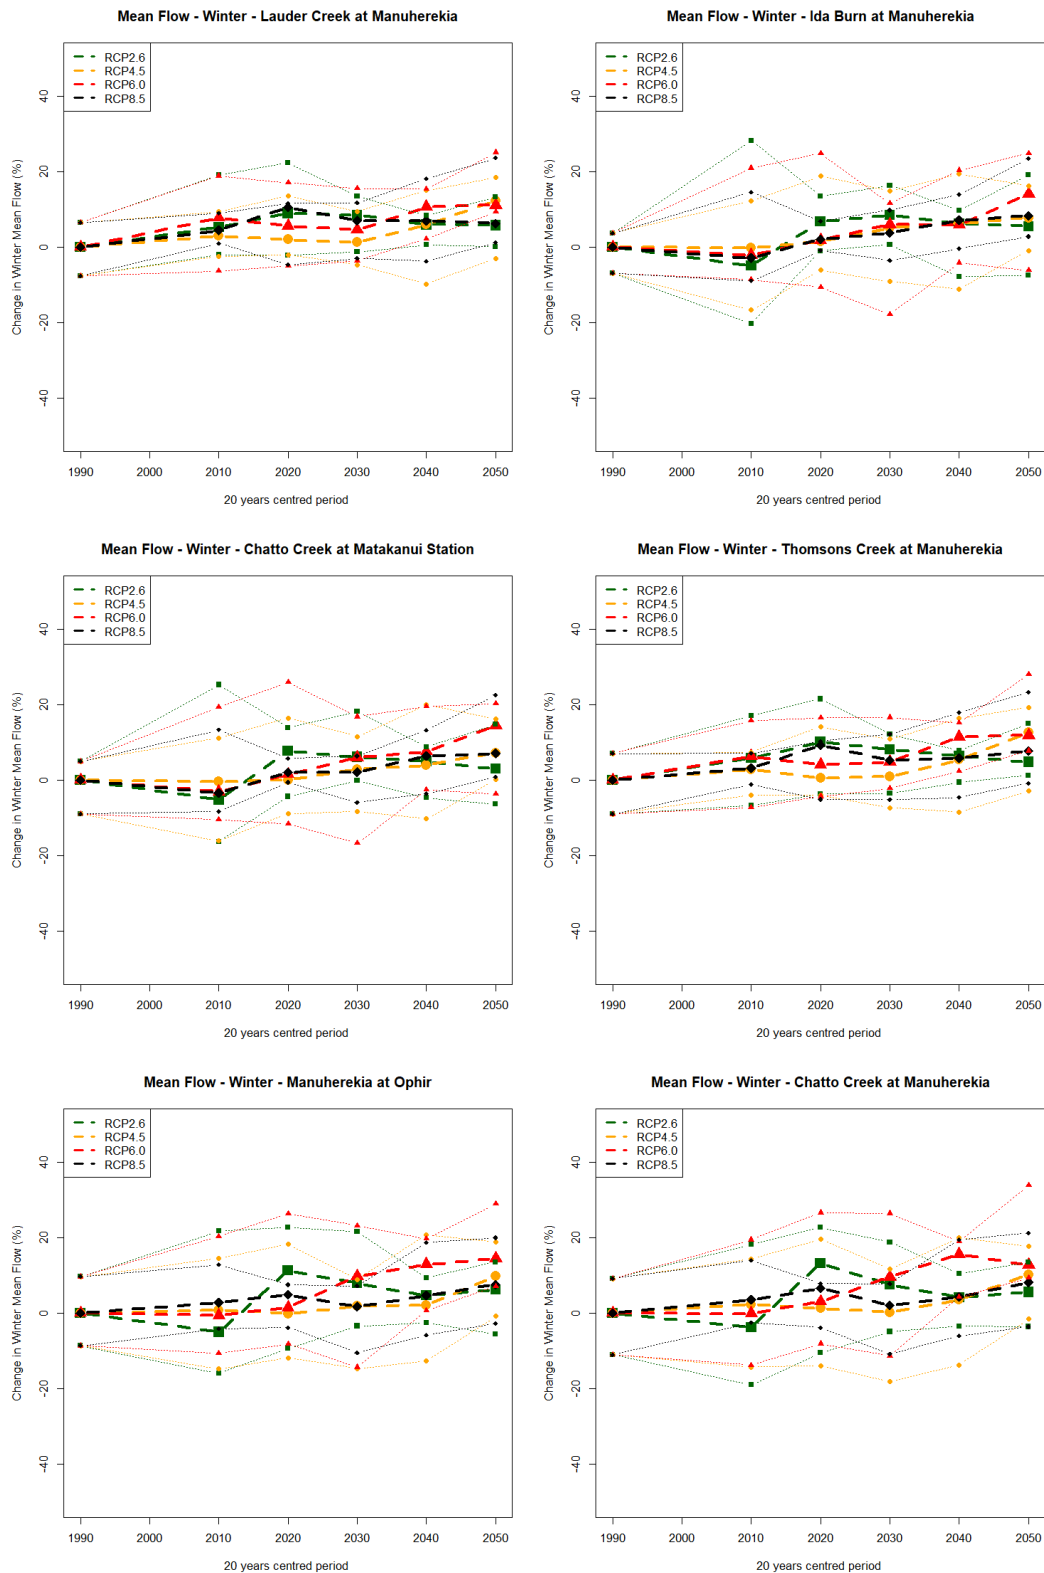 Mean Flow - Winter - Lauder Creek at Manuherekia
RCP2.6
RCP4.5
RCP6.0
RCP8.5
Change in Winter Mean Flow (%)
40
20
0
-20
-40
1990 2000 2010 2020 2030 2040 2050
20 years centred period
Mean Flow - Winter - Ida Burn at Manuherekia
RCP2.6
RCP4.5
RCP6.0
RCP8.5
Change in Winter Mean Flow (%)
40
20
0
-20
-40
1990 2000 2010 2020 2030 2040 2050
20 years centred period
Mean Flow - Winter - Chatto Creek at Matakanui Station
RCP2.6
RCP4.5
RCP6.0
RCP8.5
Change in Winter Mean Flow (%)
40
20
0
-20
-40
1990 2000 2010 2020 2030 2040 2050
20 years centred period
Mean Flow - Winter - Thomsons Creek at Manuherekia
RCP2.6
RCP4.5
RCP6.0
RCP8.5
Change in Winter Mean Flow (%)
40
20
0
-20
-40
1990 2000 2010 2020 2030 2040 2050
20 years centred period
Mean Flow - Winter - Manuherekia at Ophir
RCP2.6
RCP4.5
RCP6.0
RCP8.5
Change in Winter Mean Flow (%)
40
20
0
-20
-40
1990 2000 2010 2020 2030 2040 2050
20 years centred period
Mean Flow - Winter - Chatto Creek at Manuherekia
RCP2.6
RCP4.5
RCP6.0
RCP8.5
Change in Winter Mean Flow (%)
40
20
0
-20
-40
1990 2000 2010 2020 2030 2040 2050
20 years centred period